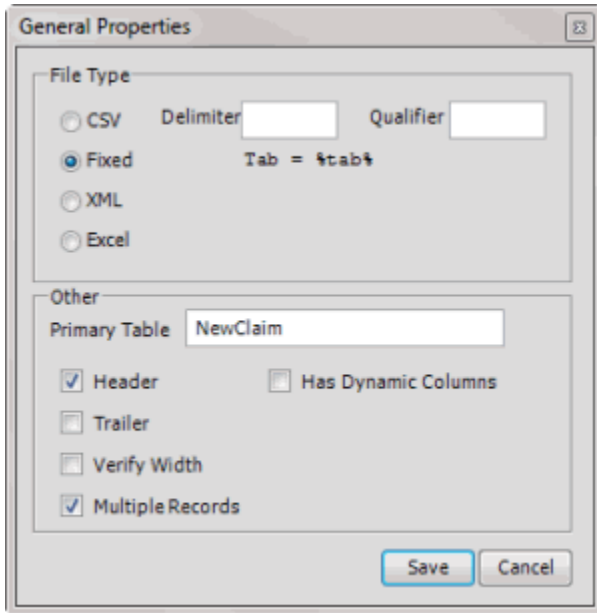 General Properties
File Type
CSV Delimiter Qualifier
Fixed Tab = %tab%
XML
Excel
Other
Primary Table NewClaim
Header Has Dynamic Columns
Trailer
Verify Width
Multiple Records
Save Cancel